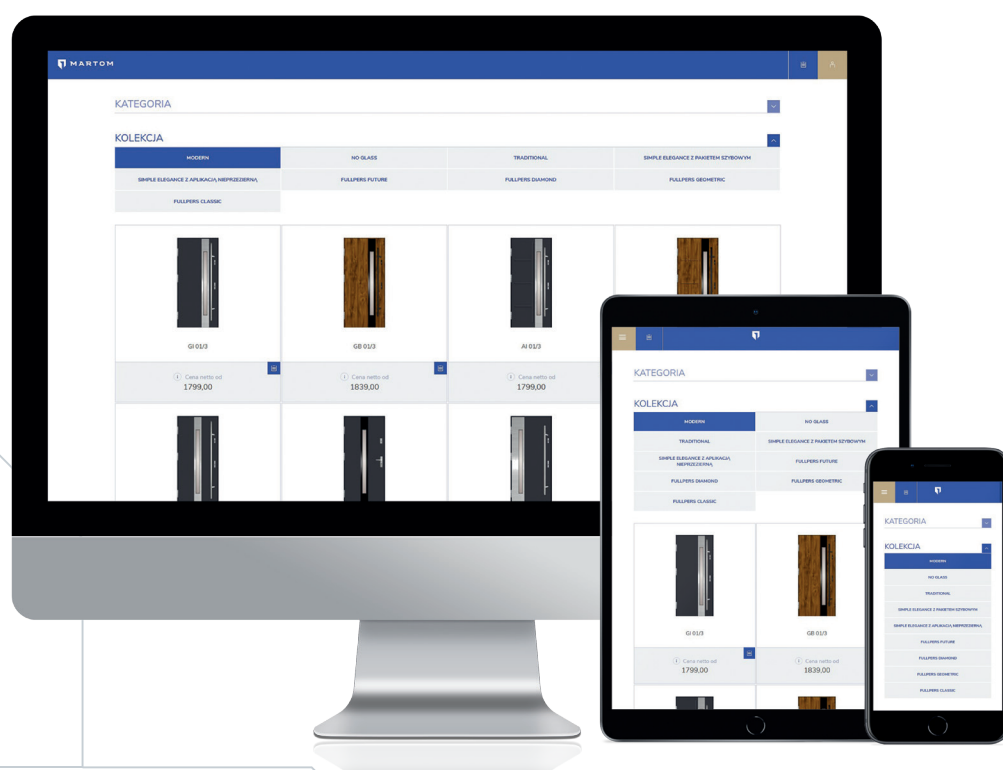 MARTOM
KATEGORIA
KOLEKCJA
MODERN
NO GLASS
TRADITIONAL
SIMPLE ELEGANCE Z PAKIETEM SZYBOWYM
SIMPLE ELEGANCE Z APLIKACJĄ NIEPRZEZIERNĄ
FULLPERS FUTURE
FULLPERS DIAMOND
FULLPERS GEOMETRIC
FULLPERS CLASSIC
GI 01/3
GB 01/3
AI 01/3
Cena netto od
1799,00
Cena netto od
1839,00
Cena netto od
1799,00
KATEGORIA
KOLEKCJA
MODERN
NO GLASS
TRADITIONAL
SIMPLE ELEGANCE Z PAKIETEM SZYBOWYM
SIMPLE ELEGANCE Z APLIKACJĄ
NIEPRZEZIERNĄ
FULLPERS FUTURE
FULLPERS DIAMOND
FULLPERS GEOMETRIC
FULLPERS CLASSIC
GI 01/3
GB 01/3
Cena netto od
1799,00
Cena netto od
1839,00
KATEGORIA
KOLEKCJA
MODERN
NO GLASS
TRADITIONAL
SIMPLE ELEGANCE Z PAKIETEM SZYBOWYM
SIMPLE ELEGANCE Z APLIKACJĄ NIEPRZEZIERNĄ
FULLPERS FUTURE
FULLPERS DIAMOND
FULLPERS GEOMETRIC
FULLPERS CLASSIC